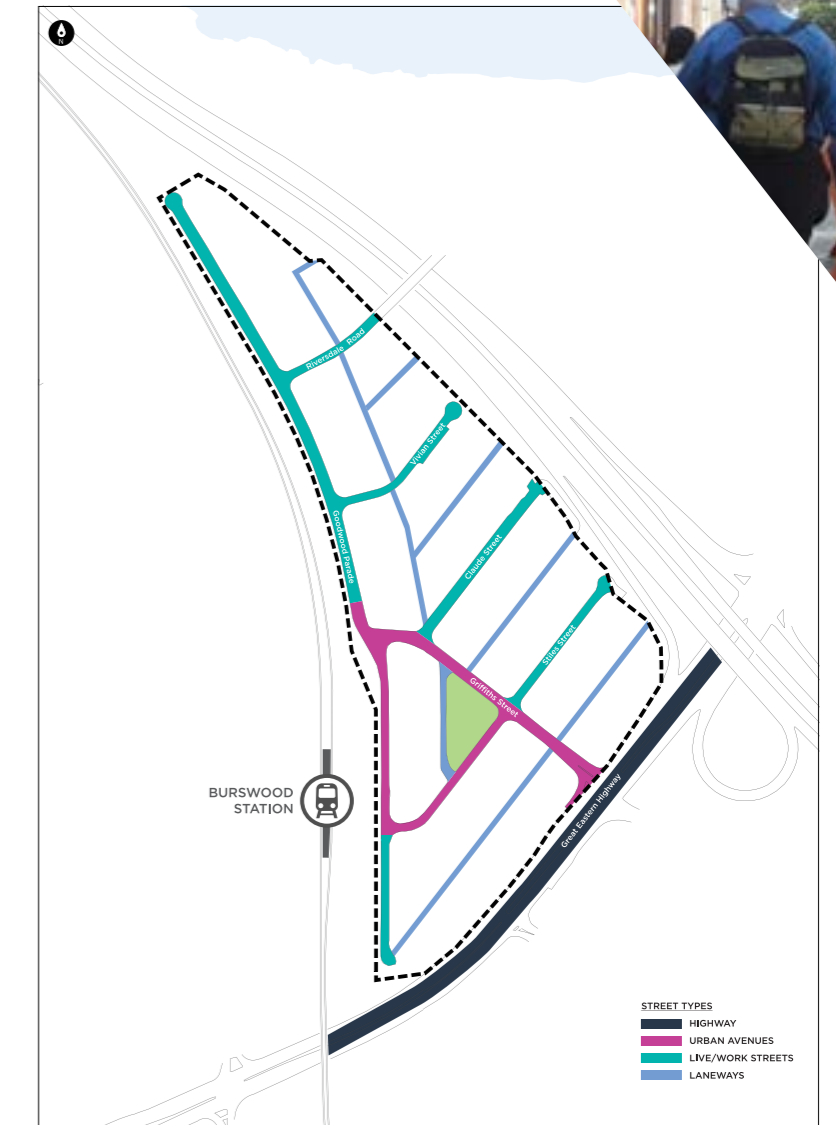 N
Riversdale Road
Vivian Street
Goodwood Parade
Claude Street
Stiles Street
Griffiths Street
BURSWOOD
STATION
Great Eastern Highway
STREET TYPES
HIGHWAY
URBAN AVENUES
LIVE/WORK STREETS
LANEWAYS